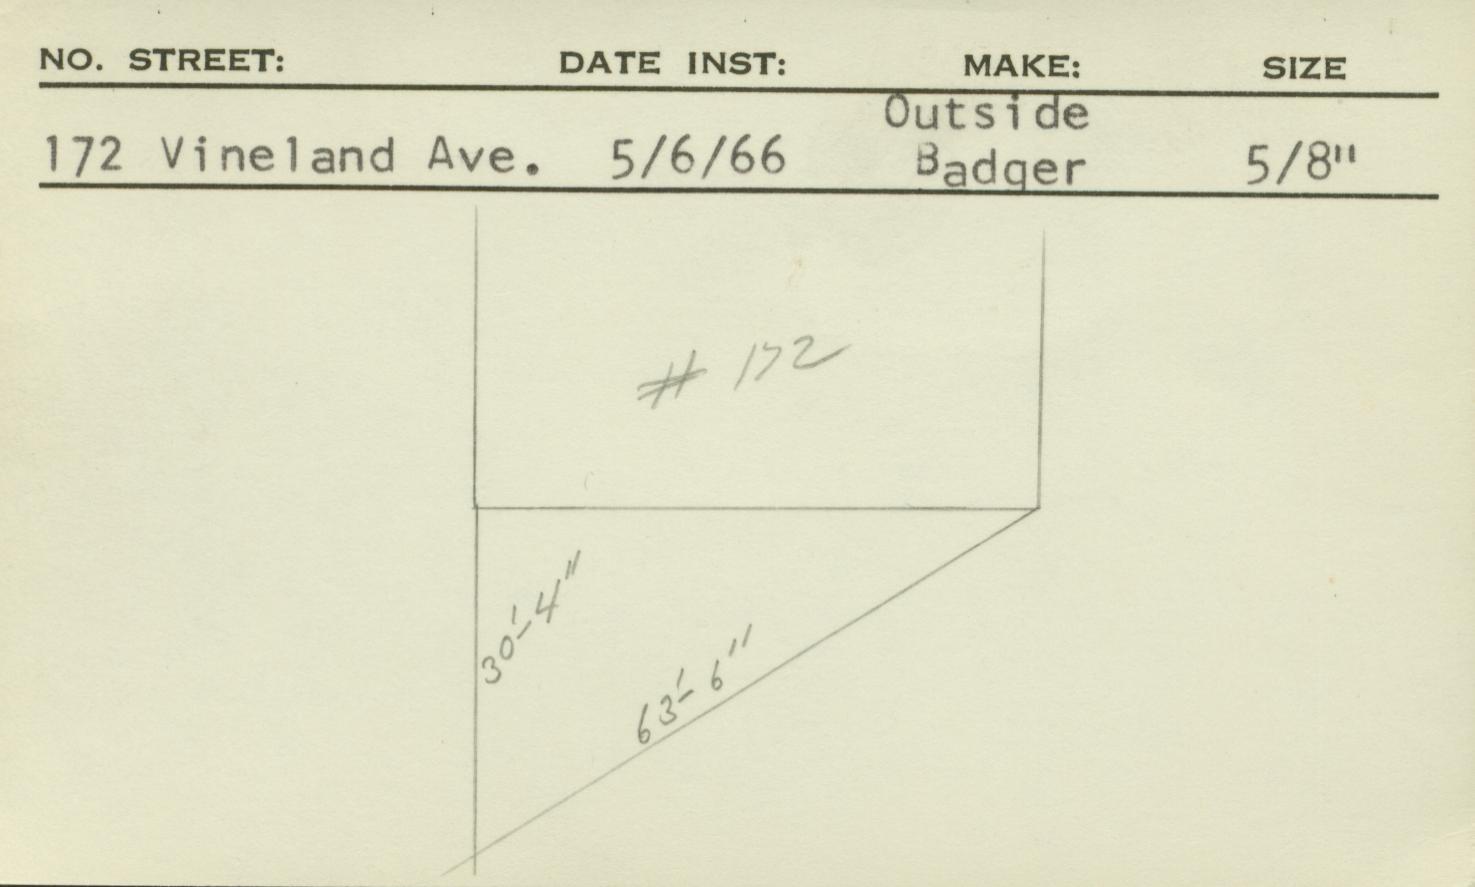 NO. STREET: DATE INST: MAKE: SIZE
Outside
172 Vineland Ave. 5/6/66 Badger 5/8"
# 172
30'-4"
63'-6"